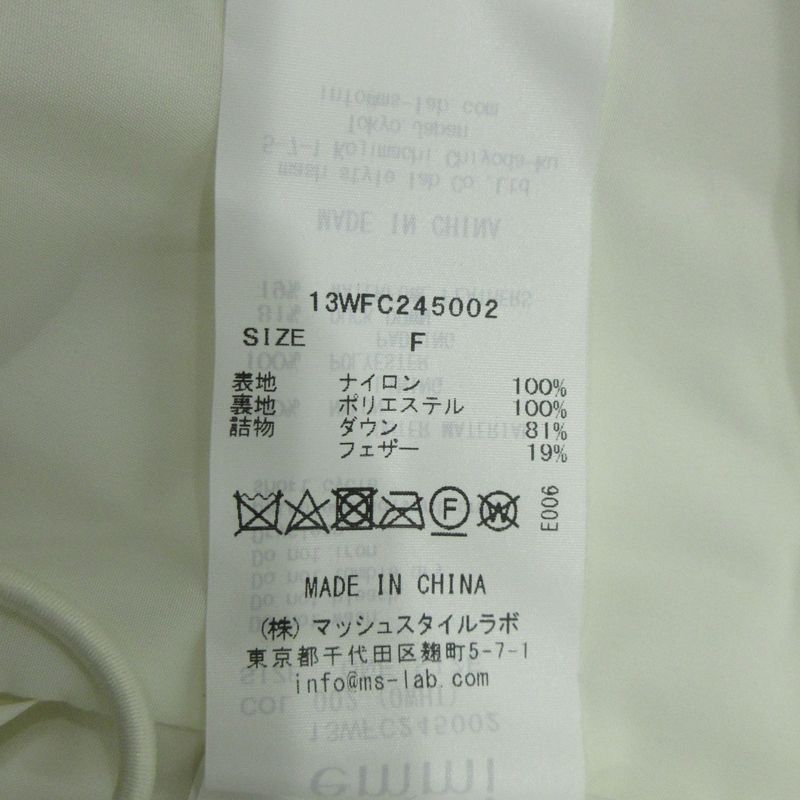 13WFC245002
SIZE F
表地 ナイロン 100%
裏地 ポリエステル 100%
詰物 ダウン 81%
フェザー 19%
F W E006
MADE IN CHINA
(株) マッシュスタイルラボ
東京都千代田区麹町5-7-1
info@ms-lab.com